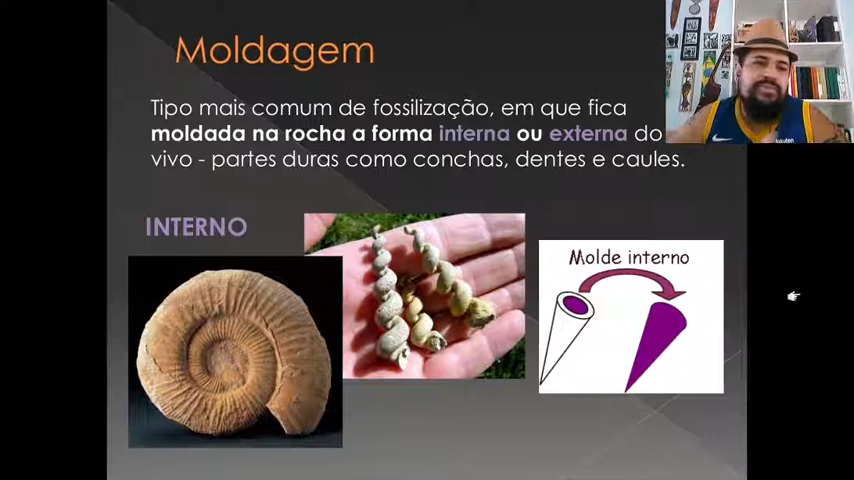 Moldagem
Tipo mais comum de fossilização, em que fica
moldada na rocha a forma interna ou externa do
vivo - partes duras como conchas, dentes e caules.
INTERNO
Molde interno